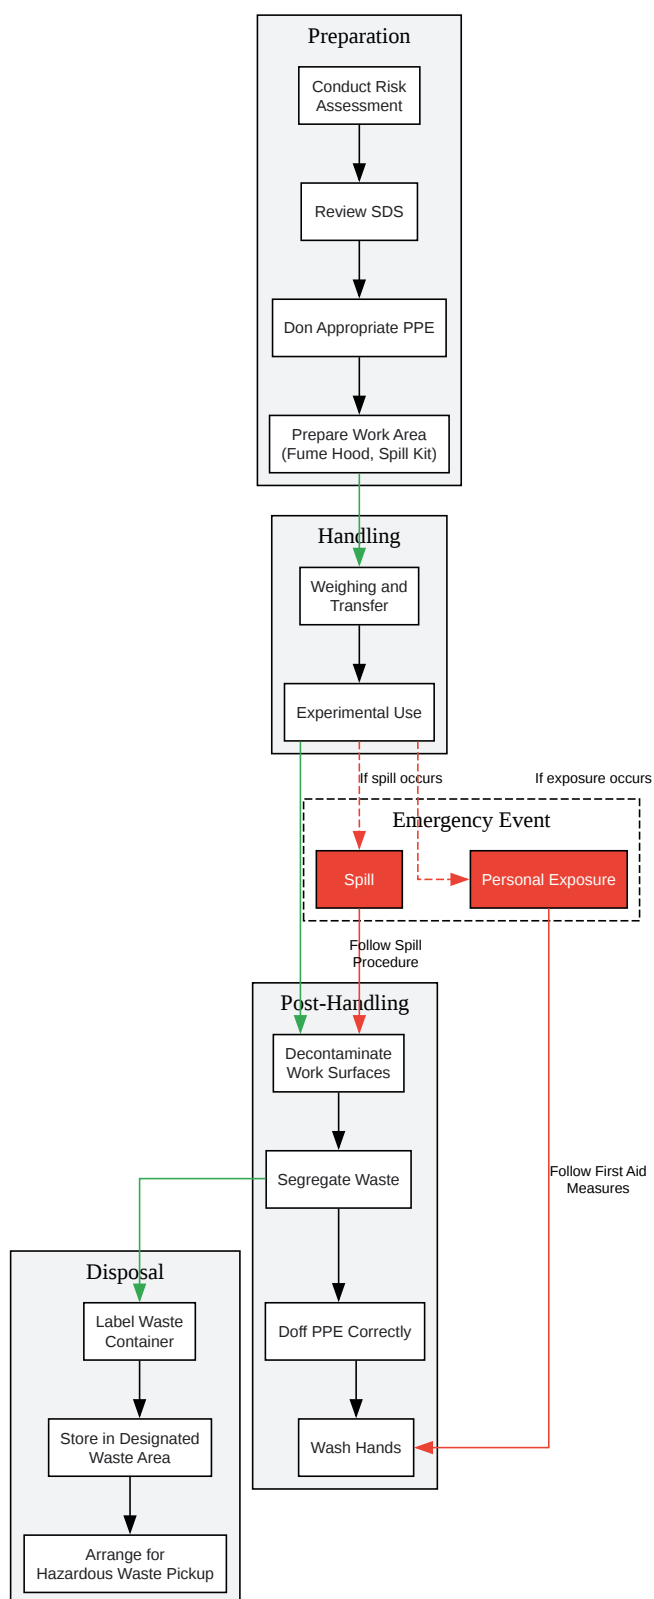 Preparation
Conduct Risk
Assessment
Review SDS
Don Appropriate PPE
Prepare Work Area
(Fume Hood, Spill Kit)
Handling
Weighing and
Transfer
Experimental Use
If spill occurs
If exposure occurs
Emergency Event
Spill
Personal Exposure
Follow Spill
Procedure
Post-Handling
Decontaminate
Work Surfaces
Segregate Waste
Follow First Aid
Measures
Disposal
Label Waste
Container
Doff PPE Correctly
Store in Designated
Waste Area
Wash Hands
Arrange for
Hazardous Waste Pickup